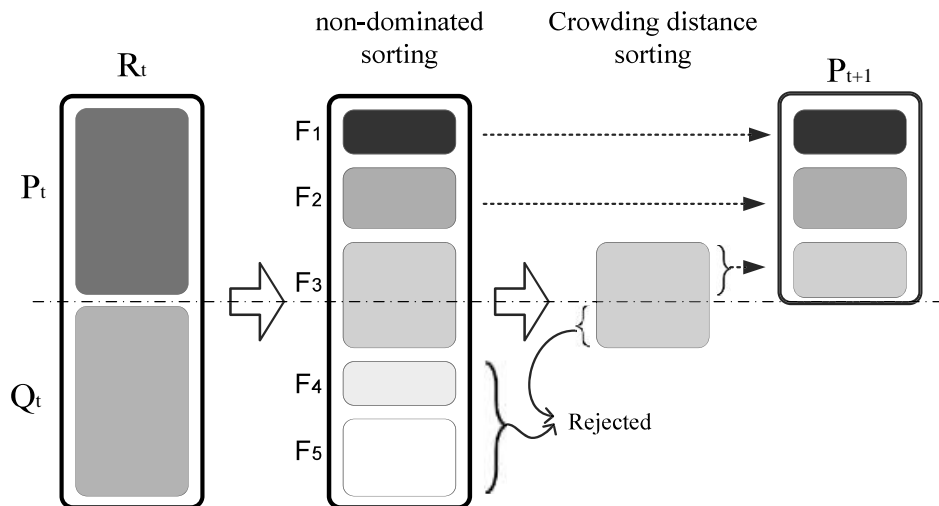 non-dominated
sorting
Crowding distance
sorting
Rt
Pt+1
F1
Pt
F2
F3
F4
Qt
Rejected
F5